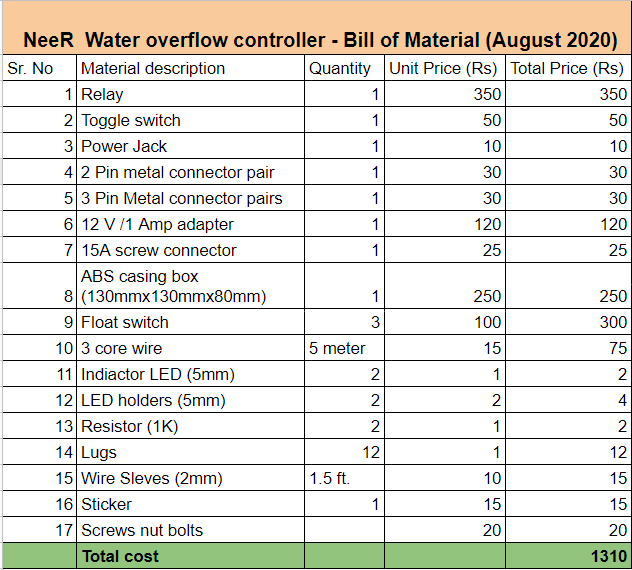 NeeR  Water overflow controller - Bill of Material (August 2020)
Sr. No Material description Quantity Unit Price (Rs) Total Price (Rs)
1 Relay 1 350 350
2 Toggle switch 1 50 50
3 Power Jack 1 10 10
4 2 Pin metal connector pair 1 30 30
5 3 Pin Metal connector pairs 1 30 30
6 12 V /1 Amp adapter 1 120 120
7 15A screw connector 1 25 25
ABS casing box
8 (130mmx130mmx80mm) 1 250 250
9 Float switch 3 100 300
10 3 core wire 5 meter 15 75
11 Indiactor LED (5mm) 2 1 2
12 LED holders (5mm) 2 2 4
13 Resistor (1K) 2 1 2
14 Lugs 12 1 12
15 Wire Sleves (2mm) 1.5 ft. 10 15
16 Sticker 1 15 15
17 Screws nut bolts 20 20
Total cost 1310